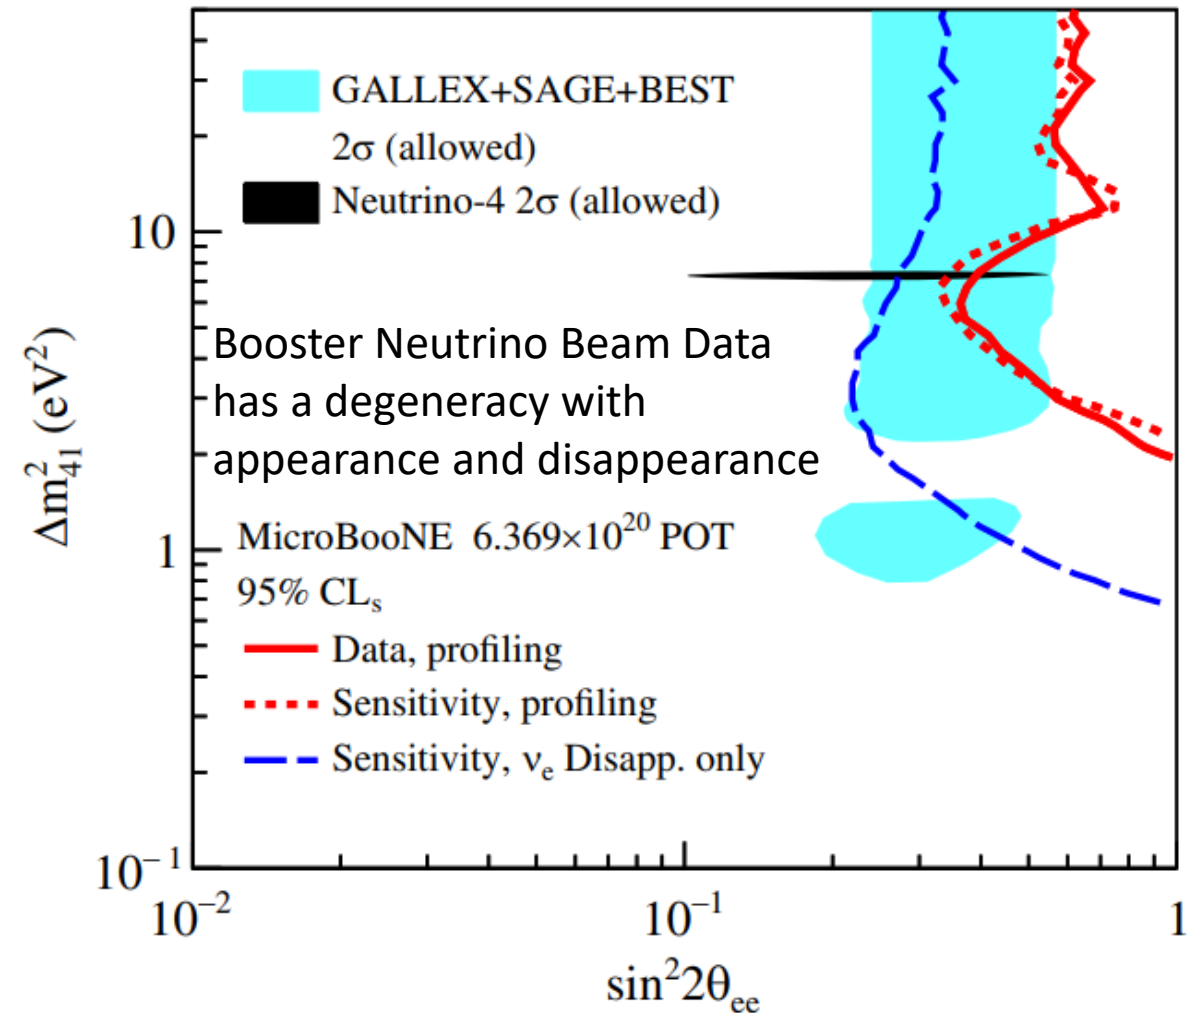 GALLEX+SAGE+BEST
2σ (allowed)
Neutrino-4 2σ (allowed)
10
Booster Neutrino Beam Data
has a degeneracy with
appearance and disappearance
Δm²₄₁ (eV²)
MicroBooNE 6.369×10²⁰ POT
1
95% CLₛ
Data, profiling
Sensitivity, profiling
Sensitivity, νₑ Disapp. only
10⁻¹
10⁻² 10⁻¹ 1
sin²2θₑₑ